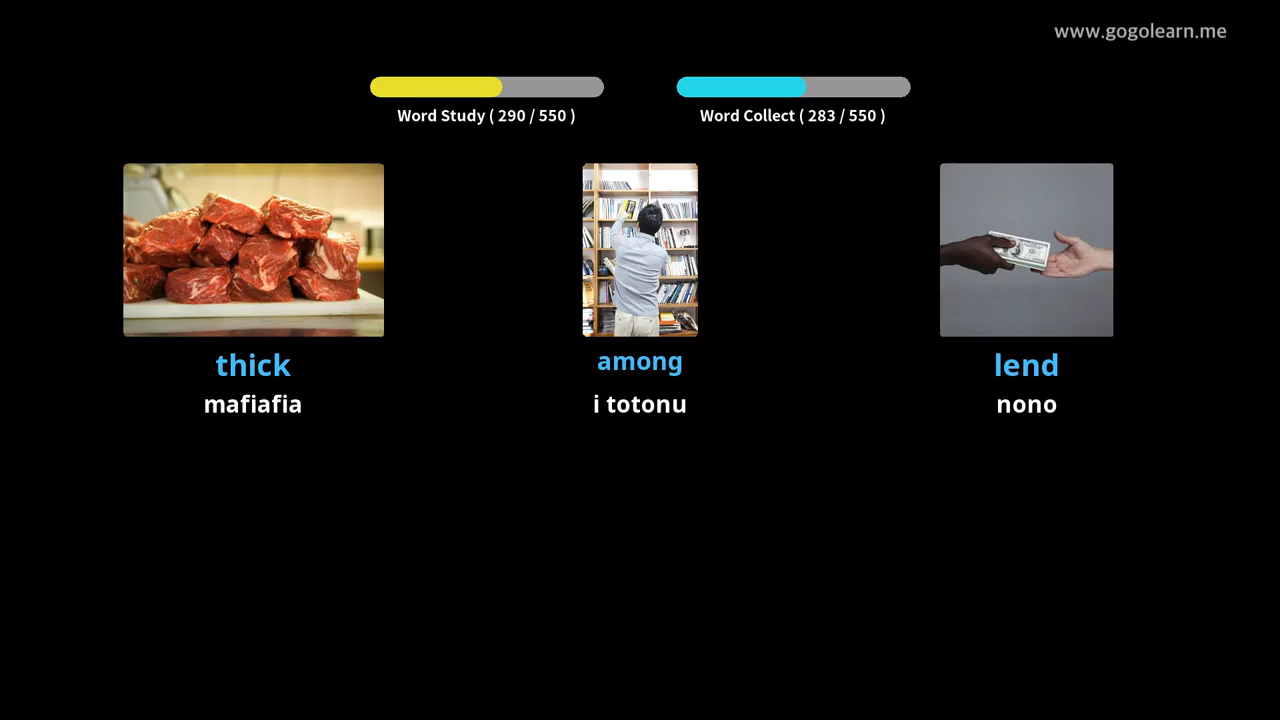 www.gogolearn.me
Word Study ( 290 / 550 )
Word Collect ( 283 / 550 )
thick
among
lend
mafiafia
i totonu
nono